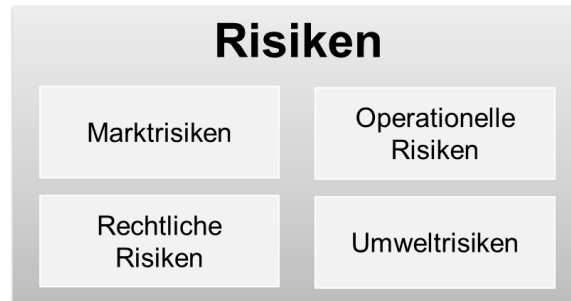 Risiken
Marktrisiken
Operationelle
Risiken
Rechtliche
Risiken
Umweltrisiken